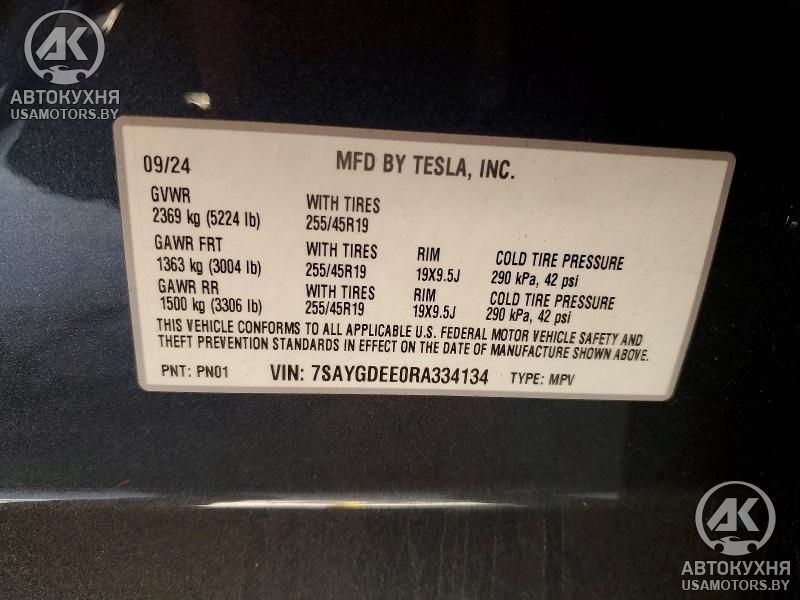 AK
АВТОКУХНЯ
USAMOTORS.BY
09/24 MFD BY TESLA, INC.
GVWR WITH TIRES
2369 kg (5224 lb) 255/45R19
GAWR FRT WITH TIRES RIM COLD TIRE PRESSURE
1363 kg (3004 lb) 255/45R19 19X9.5J 290 kPa, 42 psi
GAWR RR WITH TIRES RIM COLD TIRE PRESSURE
1500 kg (3306 lb) 255/45R19 19X9.5J 290 kPa, 42 psi
THIS VEHICLE CONFORMS TO ALL APPLICABLE U.S. FEDERAL MOTOR VEHICLE SAFETY AND
THEFT PREVENTION STANDARDS IN EFFECT ON THE DATE OF MANUFACTURE SHOWN ABOVE.
PNT: PN01 VIN: 7SAYGDEE0RA334134 TYPE: MPV
AK
АВТОКУХНЯ
USAMOTORS.BY